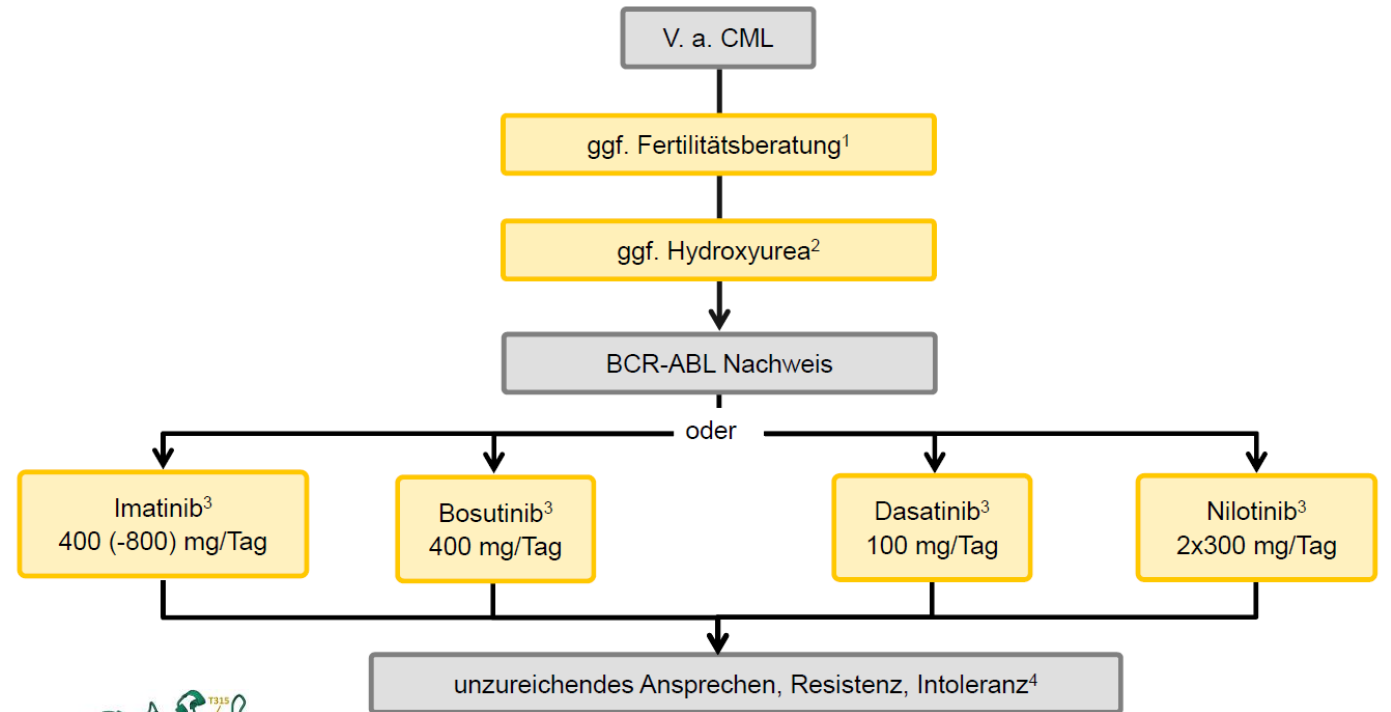 V. a. CML
ggf. Fertilitätsberatung¹
ggf. Hydroxyurea²
BCR-ABL Nachweis
oder
Imatinib³
400 (-800) mg/Tag
Bosutinib³
400 mg/Tag
Dasatinib³
100 mg/Tag
Nilotinib³
2x300 mg/Tag
unzureichendes Ansprechen, Resistenz, Intoleranz⁴
T315